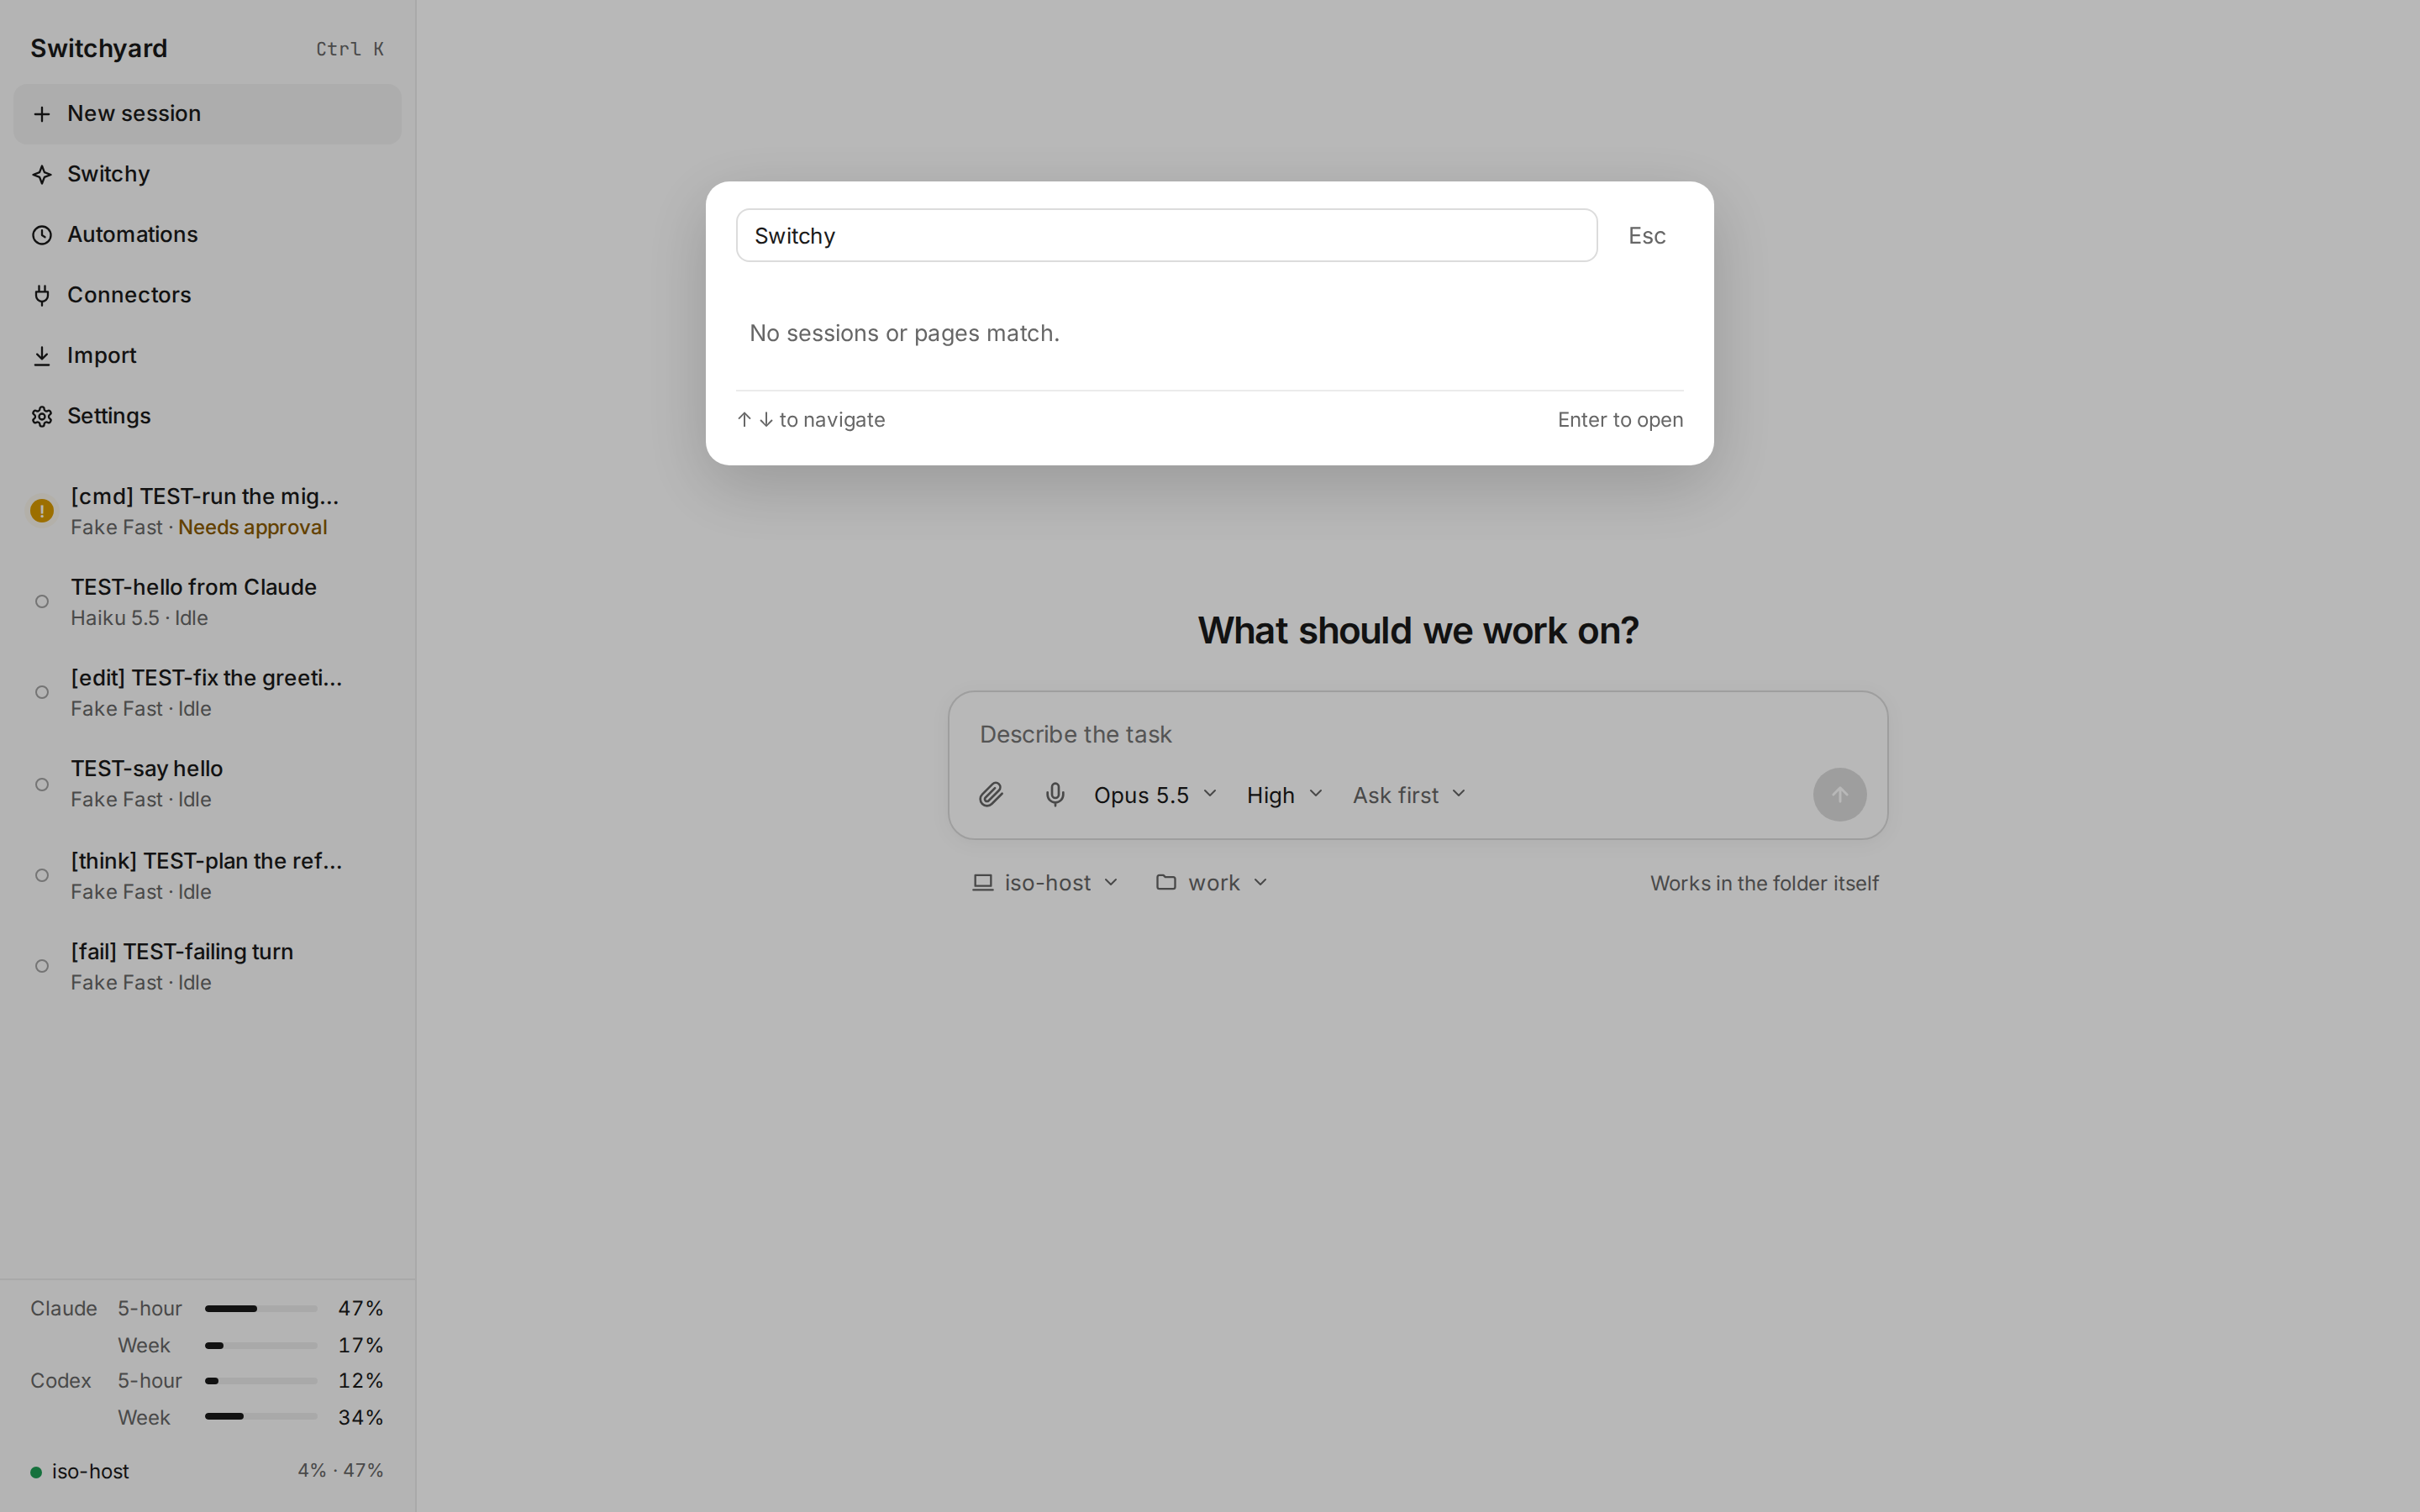 Switchyard Ctrl K
New session
Switchy
Automations
Connectors
Import
Settings
[cmd] TEST-run the mig...
Fake Fast · Needs approval
TEST-hello from Claude
Haiku 5.5 · Idle
[edit] TEST-fix the greeti...
Fake Fast · Idle
TEST-say hello
Fake Fast · Idle
[think] TEST-plan the ref...
Fake Fast · Idle
[fail] TEST-failing turn
Fake Fast · Idle
Claude 5-hour 47%
Week 17%
Codex 5-hour 12%
Week 34%
iso-host 4% · 47%
Switchy Esc
No sessions or pages match.
↑ ↓ to navigate Enter to open
What should we work on?
Describe the task
Opus 5.5 High Ask first
iso-host work Works in the folder itself